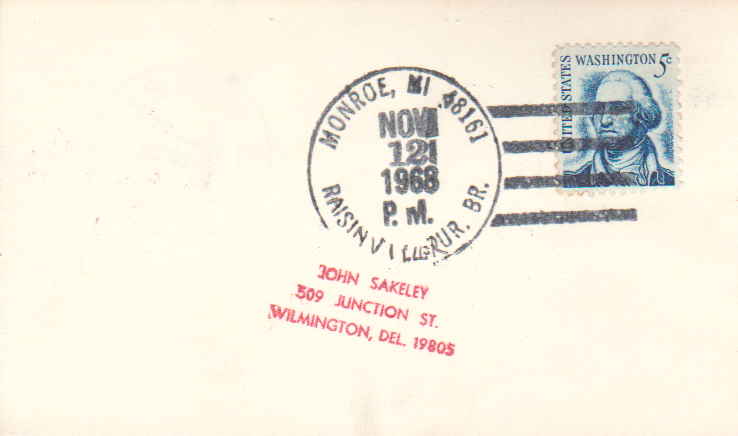 UNITED STATES
WASHINGTON 5c
MONROE, MI 48161
NOV
12
1968
P. M.
RAISINVILLE RUR. BR.
JOHN SAKELEY
509 JUNCTION ST.
WILMINGTON, DEL. 19805